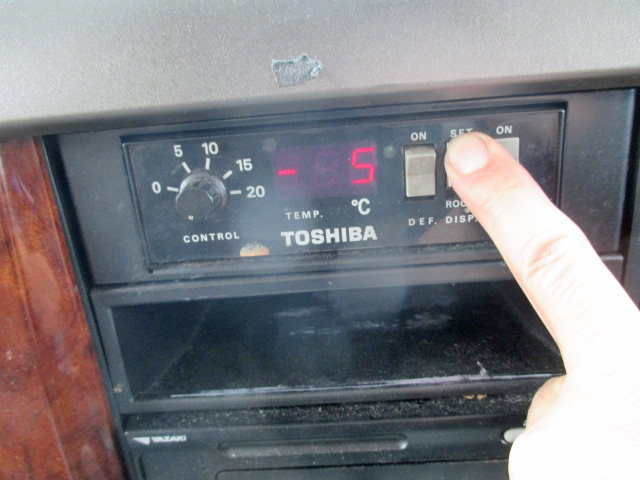 ON SET ON
0 5 10 15 20
- 5
TEMP. °C
DEF. DISP
CONTROL
TOSHIBA
YAZAKI